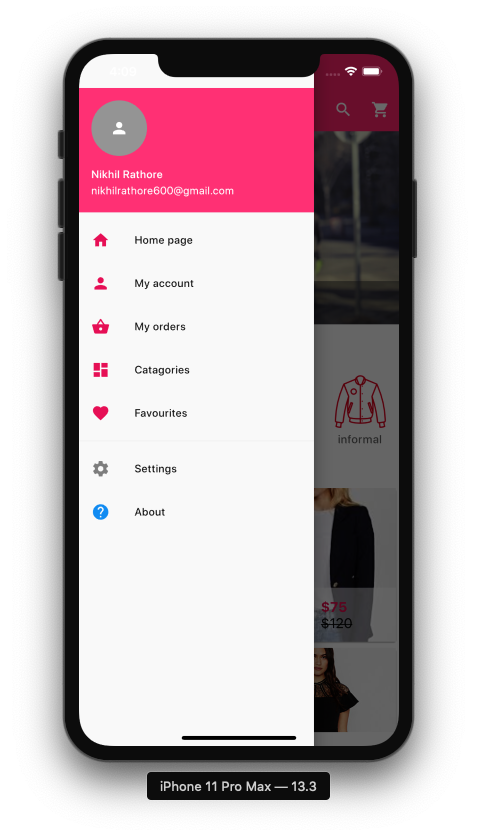 4:09
Nikhil Rathore
nikhilrathore600@gmail.com
Home page
My account
My orders
Catagories
Favourites
Settings
About
informal
$75
$120
iPhone 11 Pro Max — 13.3